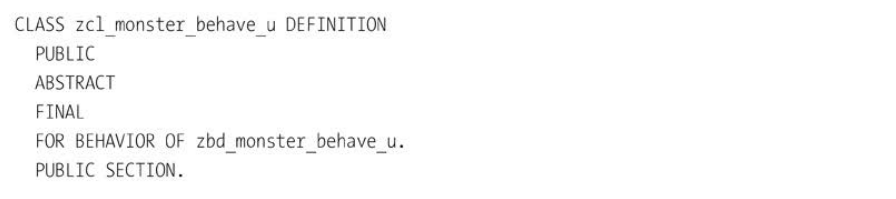 CLASS zcl_monster_behave_u DEFINITION
PUBLIC
ABSTRACT
FINAL
FOR BEHAVIOR OF zbd_monster_behave_u.
PUBLIC SECTION.